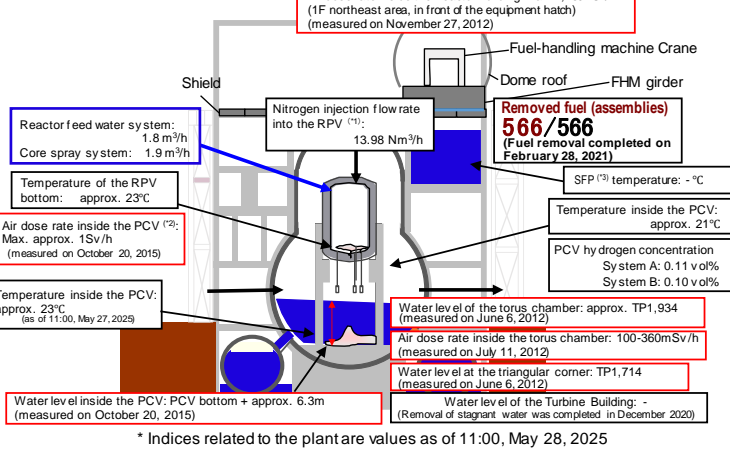 (1F northeast area, in front of the equipment hatch)
(measured on November 27, 2012)
Fuel-handling machine Crane
Dome roof
FHM girder
Shield
Nitrogen injection flow rate
into the RPV (*1):
13.98 Nm³/h
Removed fuel (assemblies)
566/566
(Fuel removal completed on
February 28, 2021)
Reactor feed water system:
1.8 m³/h
Core spray system: 1.9 m³/h
SFP (*3) temperature: -℃
Temperature of the RPV
bottom: approx. 23℃
Temperature inside the PCV:
approx. 21℃
Air dose rate inside the PCV (*2):
Max. approx. 1Sv/h
(measured on October 20, 2015)
PCV hydrogen concentration
System A: 0.11 vol%
System B: 0.10 vol%
Temperature inside the PCV:
approx. 23℃
(as of 11:00, May 27, 2025)
Water level of the torus chamber: approx. TP1,934
(measured on June 6, 2012)
Air dose rate inside the torus chamber: 100-360mSv/h
(measured on July 11, 2012)
Water level at the triangular corner: TP1,714
(measured on June 6, 2012)
Water level inside the PCV: PCV bottom + approx. 6.3m
(measured on October 20, 2015)
Water level of the Turbine Building: -
(Removal of stagnant water was completed in December 2020)
* Indices related to the plant are values as of 11:00, May 28, 2025